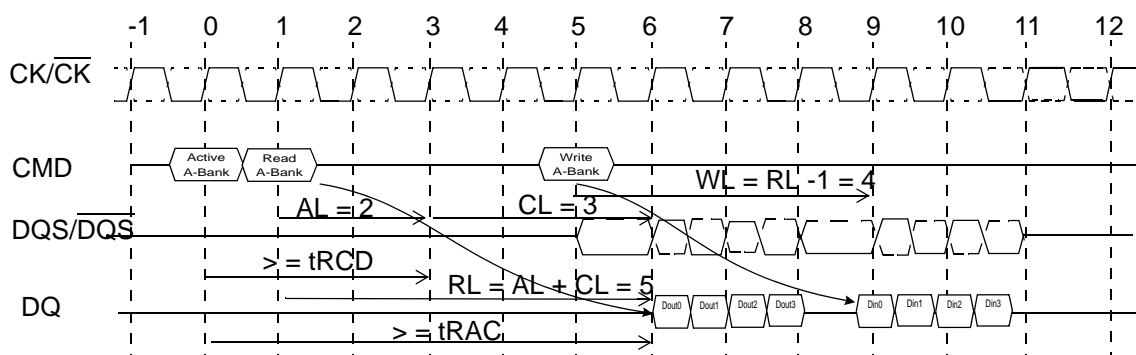 -1 0 1 2 3 4 5 6 7 8 9 10 11 12
CK/CK
CMD
Active
A-Bank
Read
A-Bank
Write
A-Bank
WL = RL -1 = 4
AL = 2
CL = 3
DQS/DQS
> = tRCD
RL = AL + CL = 5
DQ
Dout0 Dout1 Dout2 Dout3 Din0 Din1 Din2 Din3
> = tRAC